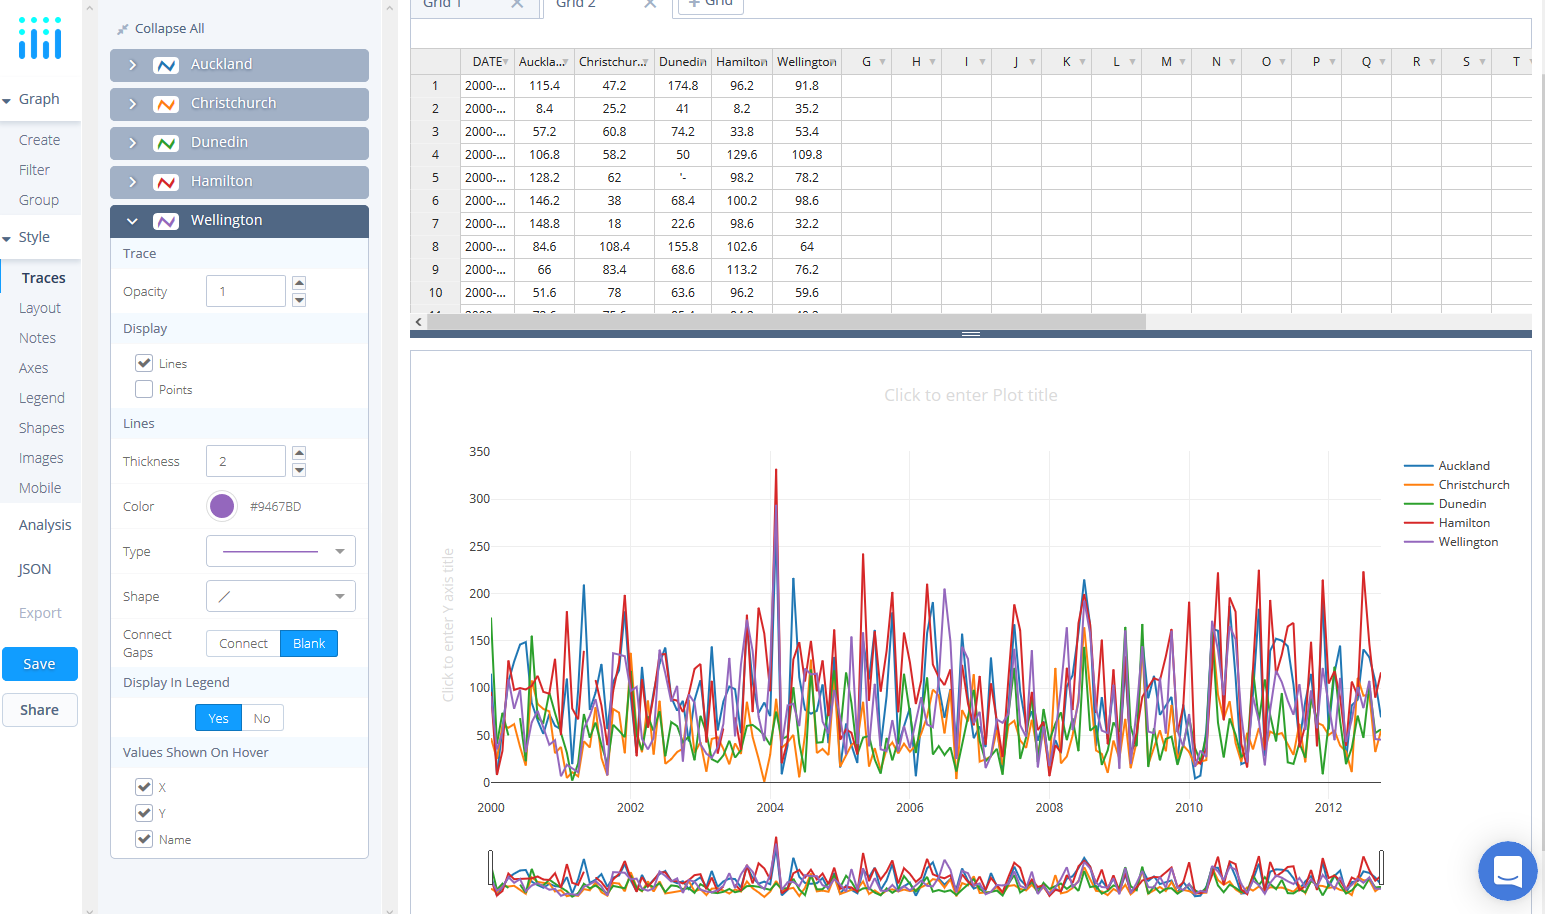 Grid 1
Grid 2
Grid
Collapse All
Auckland
Christchurch
Dunedin
Hamilton
Wellington
Graph
Create
Filter
Group
Style
Traces
Layout
Notes
Axes
Legend
Shapes
Images
Mobile
Analysis
JSON
Export
Save
Share
Trace
Opacity 1
Display
Lines
Points
Lines
Thickness 2
Color #9467BD
Type
Shape
Connect
Gaps
Connect Blank
Display In Legend
Yes No
Values Shown On Hover
X
Y
Name
DATE Auckla... Christchur... Dunedin Hamilton Wellington G H I J K L M N O P Q R S T
1 2000-... 115.4 47.2 174.8 96.2 91.8
2 2000-... 8.4 25.2 41 8.2 35.2
3 2000-... 57.2 60.8 74.2 33.8 53.4
4 2000-... 106.8 58.2 50 129.6 109.8
5 2000-... 128.2 62 '- 98.2 78.2
6 2000-... 146.2 38 68.4 100.2 98.6
7 2000-... 148.8 18 22.6 98.6 32.2
8 2000-... 84.6 108.4 155.8 102.6 64
9 2000-... 66 83.4 68.6 113.2 76.2
10 2000-... 51.6 78 63.6 96.2 59.6
Click to enter Plot title
Click to enter Y axis title
350
300
250
200
150
100
50
0
2000 2002 2004 2006 2008 2010 2012
Auckland
Christchurch
Dunedin
Hamilton
Wellington